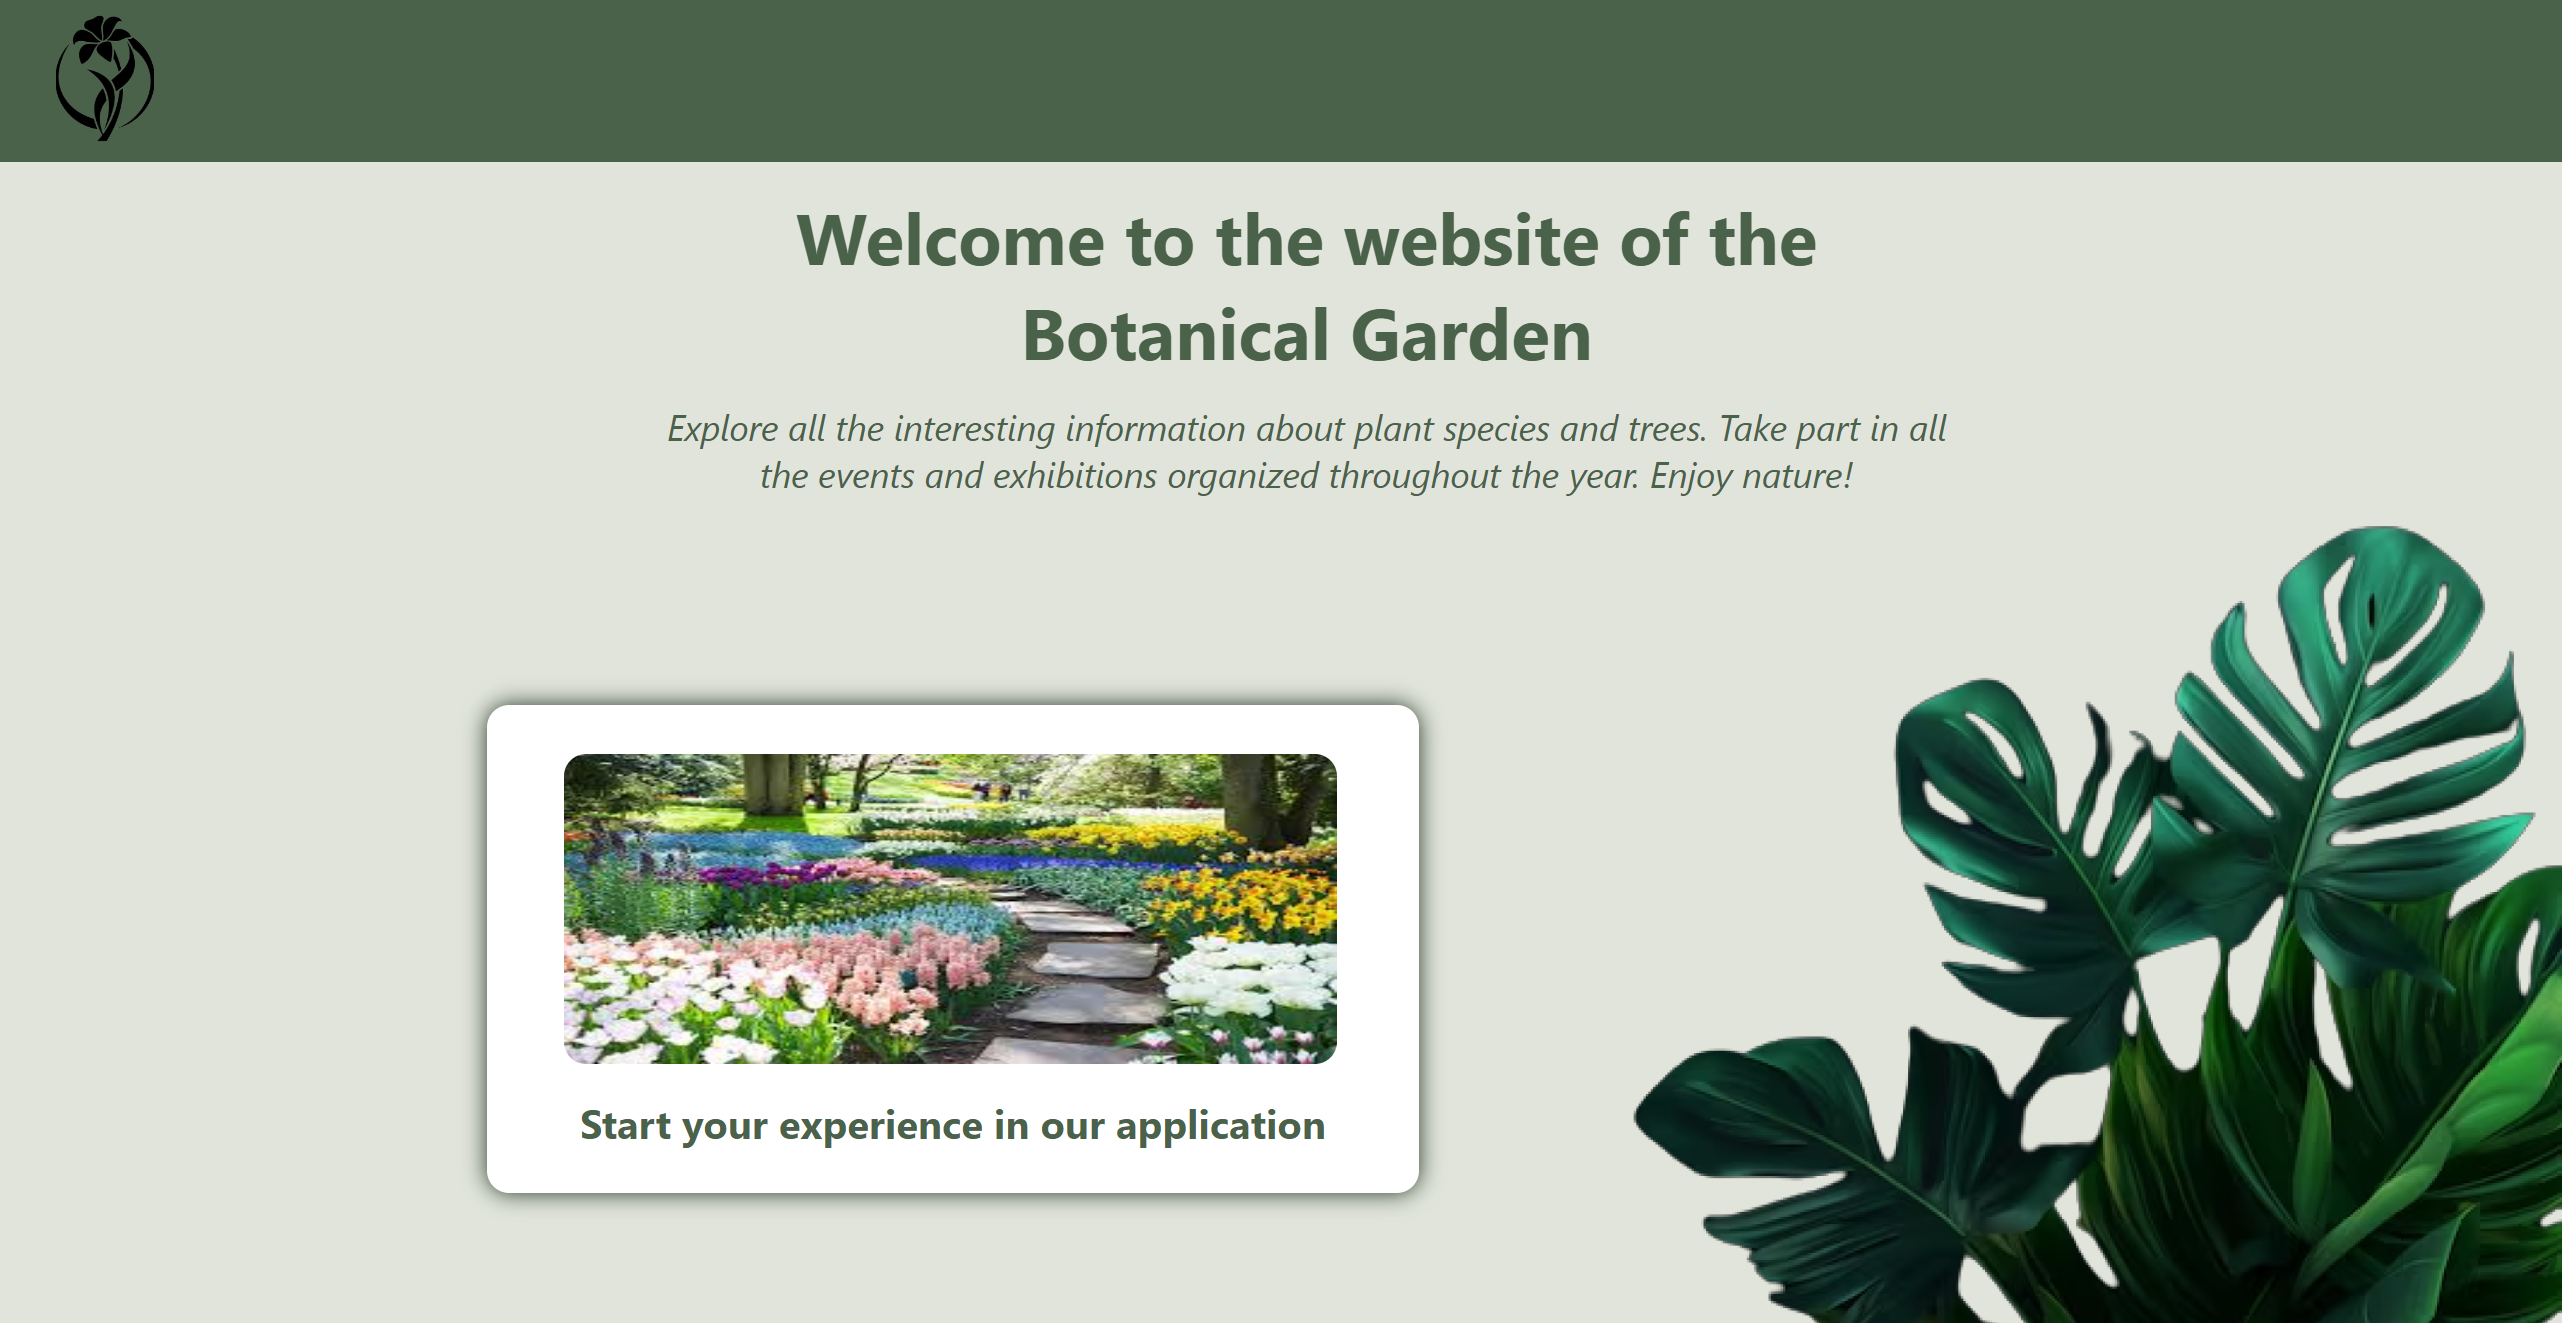 Welcome to the website of the
Botanical Garden
Explore all the interesting information about plant species and trees. Take part in all
the events and exhibitions organized throughout the year. Enjoy nature!
Start your experience in our application